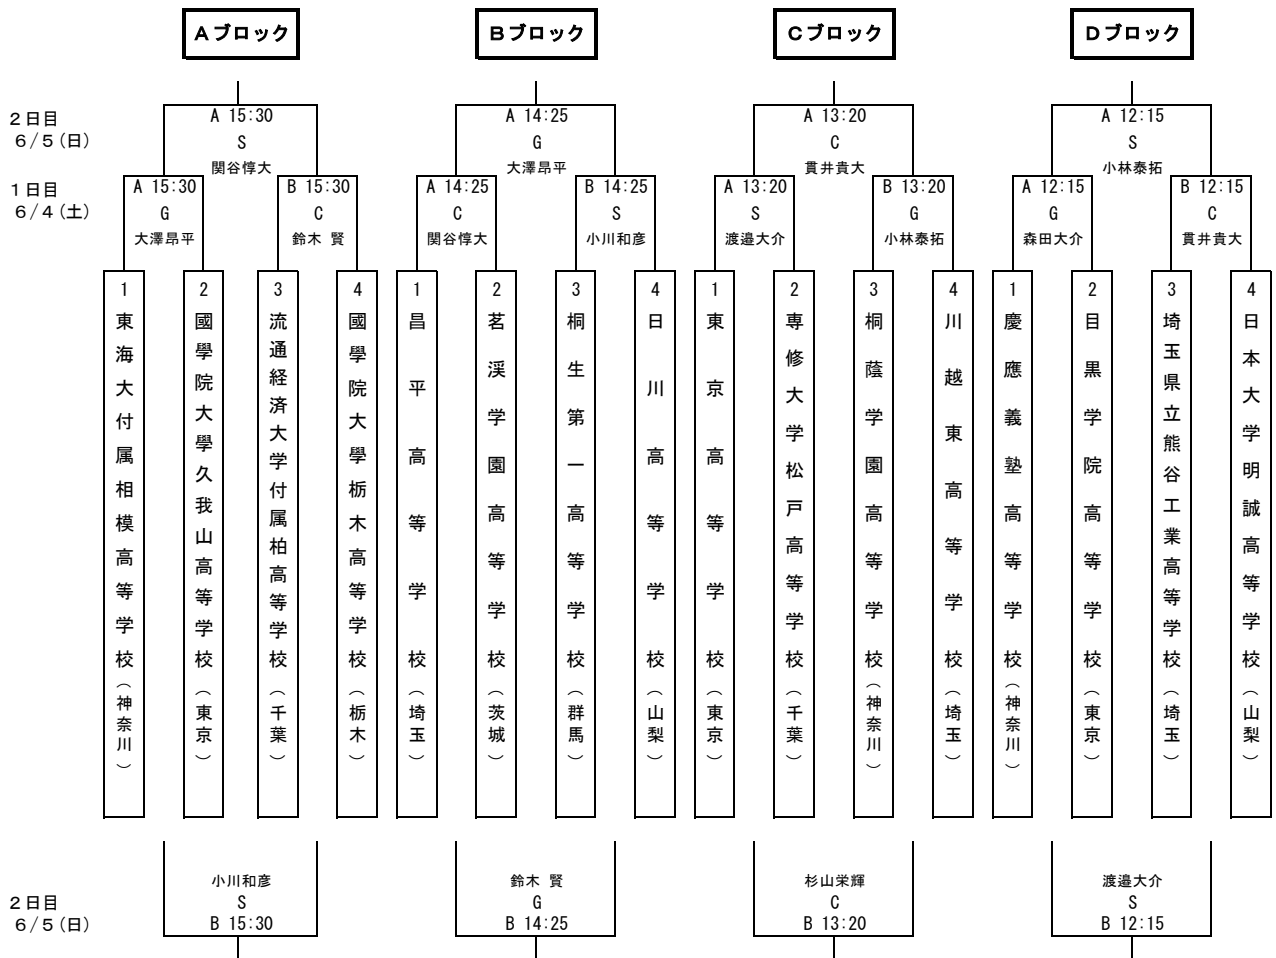 Aブロック
Bブロック
Cブロック
Dブロック
2日目
6/5(日)
A 15:30
S
関谷惇大
A 14:25
G
大澤昂平
A 13:20
C
貫井貴大
A 12:15
S
小林泰拓
1日目
6/4(土)
A 15:30
G
大澤昂平
B 15:30
C
鈴木 賢
A 14:25
C
関谷惇大
B 14:25
S
小川和彦
A 13:20
S
渡邉大介
B 13:20
G
小林泰拓
A 12:15
G
森田大介
B 12:15
C
貫井貴大
1 東海大付属相模高等学校(神奈川)
2 國學院大學久我山高等学校(東京)
3 流通経済大学付属柏高等学校(千葉)
4 國學院大學栃木高等学校(栃木)
1 昌平高等学校(埼玉)
2 茗渓学園高等学校(茨城)
3 桐生第一高等学校(群馬)
4 日川高等学校(山梨)
1 東京高等学校(東京)
2 専修大学松戸高等学校(千葉)
3 桐蔭学園高等学校(神奈川)
4 川越東高等学校(埼玉)
1 慶應義塾高等学校(神奈川)
2 目黒学院高等学校(東京)
3 埼玉県立熊谷工業高等学校(埼玉)
4 日本大学明誠高等学校(山梨)
2日目
6/5(日)
小川和彦
S
B 15:30
鈴木 賢
G
B 14:25
杉山栄輝
C
B 13:20
渡邉大介
S
B 12:15